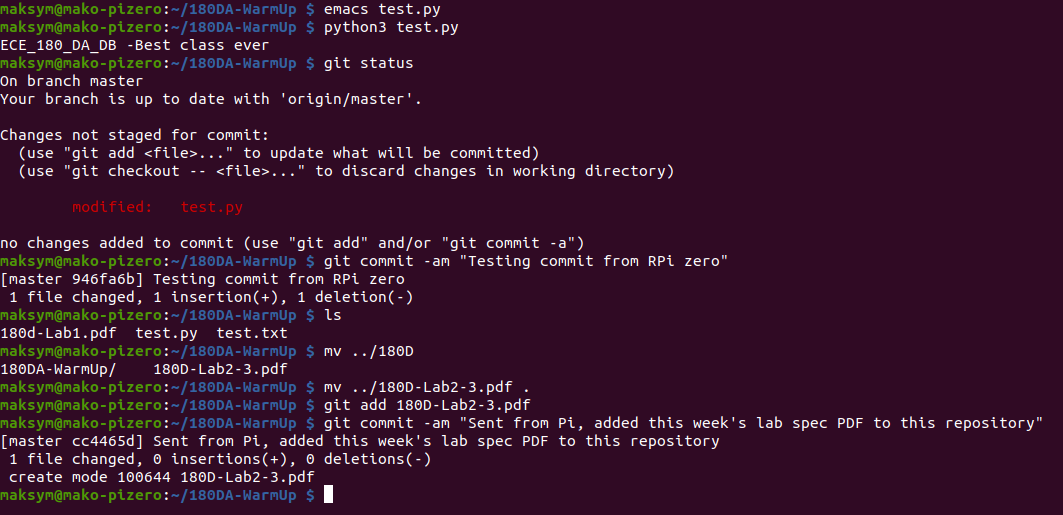 maksym@mako-pizero:~/180DA-WarmUp $ emacs test.py
maksym@mako-pizero:~/180DA-WarmUp $ python3 test.py
ECE_180_DA_DB -Best class ever
maksym@mako-pizero:~/180DA-WarmUp $ git status
On branch master
Your branch is up to date with 'origin/master'.
Changes not staged for commit:
  (use "git add <file>..." to update what will be committed)
  (use "git checkout -- <file>..." to discard changes in working directory)
        modified:   test.py
no changes added to commit (use "git add" and/or "git commit -a")
maksym@mako-pizero:~/180DA-WarmUp $ git commit -am "Testing commit from RPi zero"
[master 946fa6b] Testing commit from RPi zero
 1 file changed, 1 insertion(+), 1 deletion(-)
maksym@mako-pizero:~/180DA-WarmUp $ ls
180d-Lab1.pdf  test.py  test.txt
maksym@mako-pizero:~/180DA-WarmUp $ mv ../180D
180DA-WarmUp/    180D-Lab2-3.pdf
maksym@mako-pizero:~/180DA-WarmUp $ mv ../180D-Lab2-3.pdf .
maksym@mako-pizero:~/180DA-WarmUp $ git add 180D-Lab2-3.pdf
maksym@mako-pizero:~/180DA-WarmUp $ git commit -am "Sent from Pi, added this week's lab spec PDF to this repository"
[master cc4465d] Sent from Pi, added this week's lab spec PDF to this repository
 1 file changed, 0 insertions(+), 0 deletions(-)
 create mode 100644 180D-Lab2-3.pdf
maksym@mako-pizero:~/180DA-WarmUp $